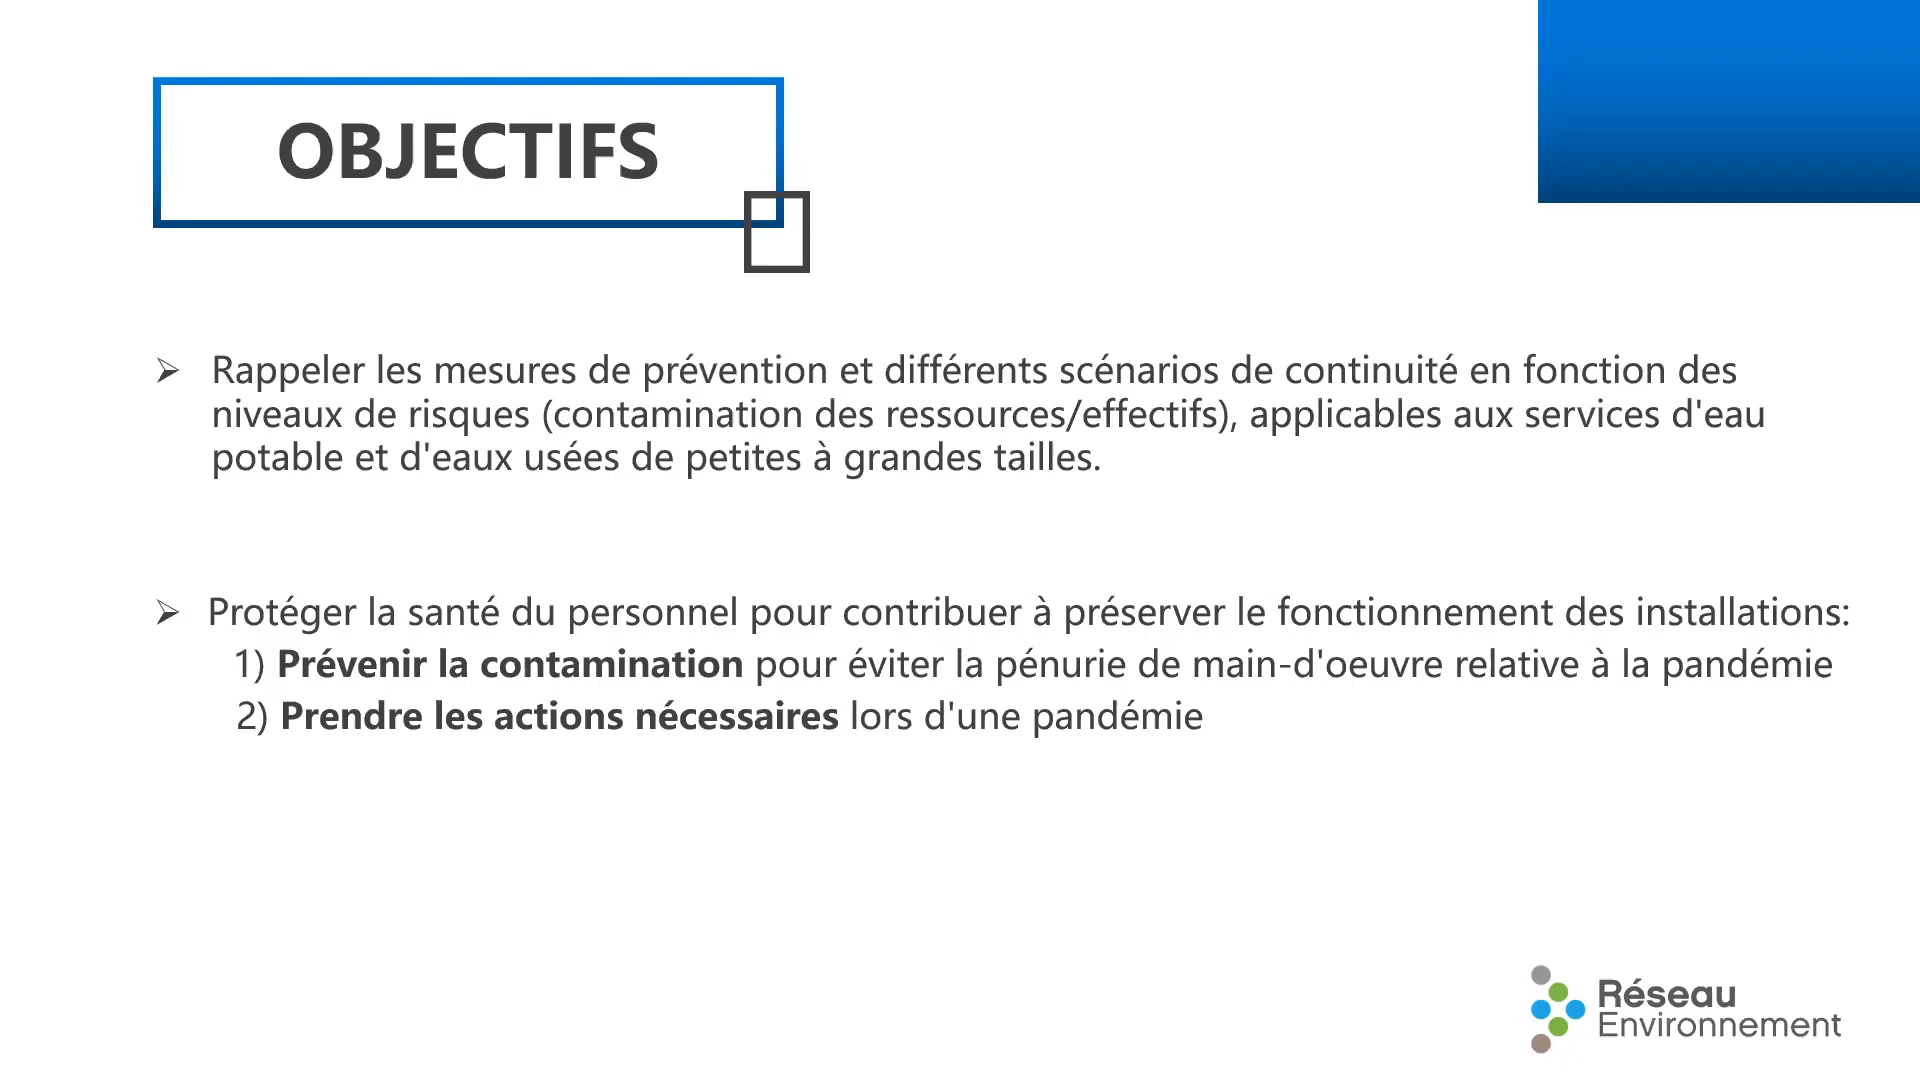 OBJECTIFS
➢ Rappeler les mesures de prévention et différents scénarios de continuité en fonction des
niveaux de risques (contamination des ressources/effectifs), applicables aux services d'eau
potable et d'eaux usées de petites à grandes tailles.
➢ Protéger la santé du personnel pour contribuer à préserver le fonctionnement des installations:
1) Prévenir la contamination pour éviter la pénurie de main-d'oeuvre relative à la pandémie
2) Prendre les actions nécessaires lors d'une pandémie
Réseau
Environnement